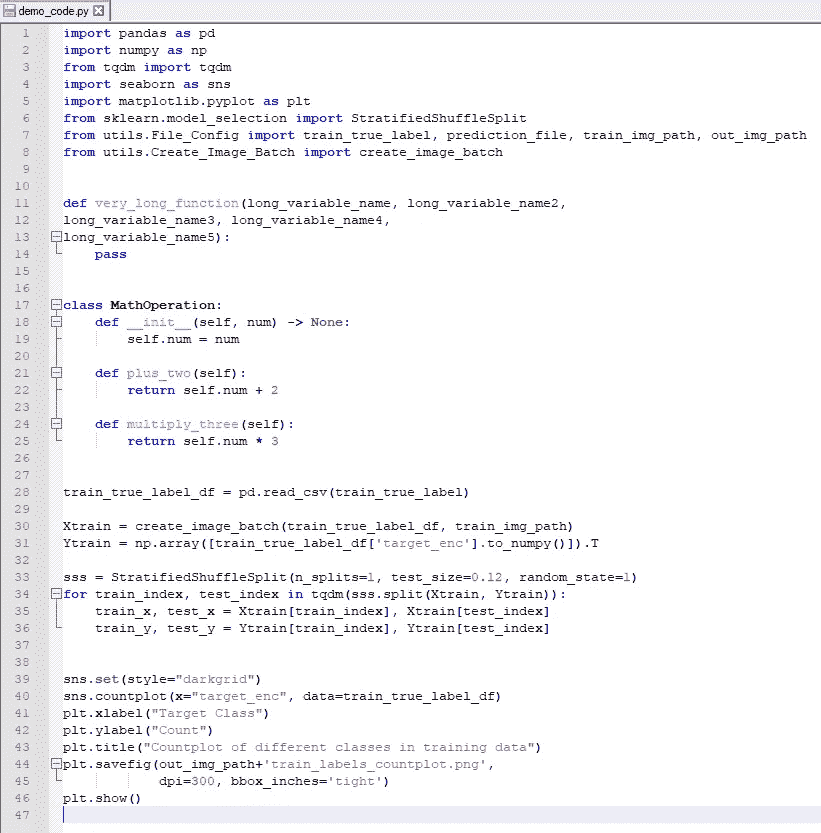 demo_code.py
1 import pandas as pd
2 import numpy as np
3 from tqdm import tqdm
4 import seaborn as sns
5 import matplotlib.pyplot as plt
6 from sklearn.model_selection import StratifiedShuffleSplit
7 from utils.File_Config import train_true_label, prediction_file, train_img_path, out_img_path
8 from utils.Create_Image_Batch import create_image_batch
9
10
11 def very_long_function(long_variable_name, long_variable_name2,
12 long_variable_name3, long_variable_name4,
13 long_variable_name5):
14     pass
15
16
17 class MathOperation:
18     def __init__(self, num) -> None:
19         self.num = num
20
21     def plus_two(self):
22         return self.num + 2
23
24     def multiply_three(self):
25         return self.num * 3
26
27
28 train_true_label_df = pd.read_csv(train_true_label)
29
30 Xtrain = create_image_batch(train_true_label_df, train_img_path)
31 Ytrain = np.array([train_true_label_df['target_enc'].to_numpy()]).T
32
33 sss = StratifiedShuffleSplit(n_splits=1, test_size=0.12, random_state=1)
34 for train_index, test_index in tqdm(sss.split(Xtrain, Ytrain)):
35     train_x, test_x = Xtrain[train_index], Xtrain[test_index]
36     train_y, test_y = Ytrain[train_index], Ytrain[test_index]
37
38
39 sns.set(style="darkgrid")
40 sns.countplot(x="target_enc", data=train_true_label_df)
41 plt.xlabel("Target Class")
42 plt.ylabel("Count")
43 plt.title("Countplot of different classes in training data")
44 plt.savefig(out_img_path+'train_labels_countplot.png',
45             dpi=300, bbox_inches='tight')
46 plt.show()
47